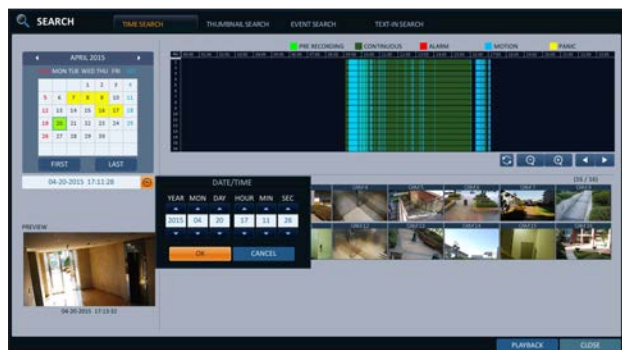 SEARCH
TIME SEARCH
THUMBNAIL SEARCH
EVENT SEARCH
TEXT-IN SEARCH
PRE RECORDING CONTINUOUS ALARM MOTION PANIC
APRIL 2015
MON TUE WED THU FRI
1 2 3 4
5 6 7 8 9 10 11
12 13 14 15 16 17 18
19 20 21 22 23 24 25
26 27 28 29 30
FIRST LAST
04-20-2015 17:11:28
(16 / 16)
DATE/TIME
YEAR MON DAY HOUR MIN SEC
2015 04 20 17 11 28
OK CANCEL
PREVIEW
04-20-2015 17:13:32
PLAYBACK CLOSE